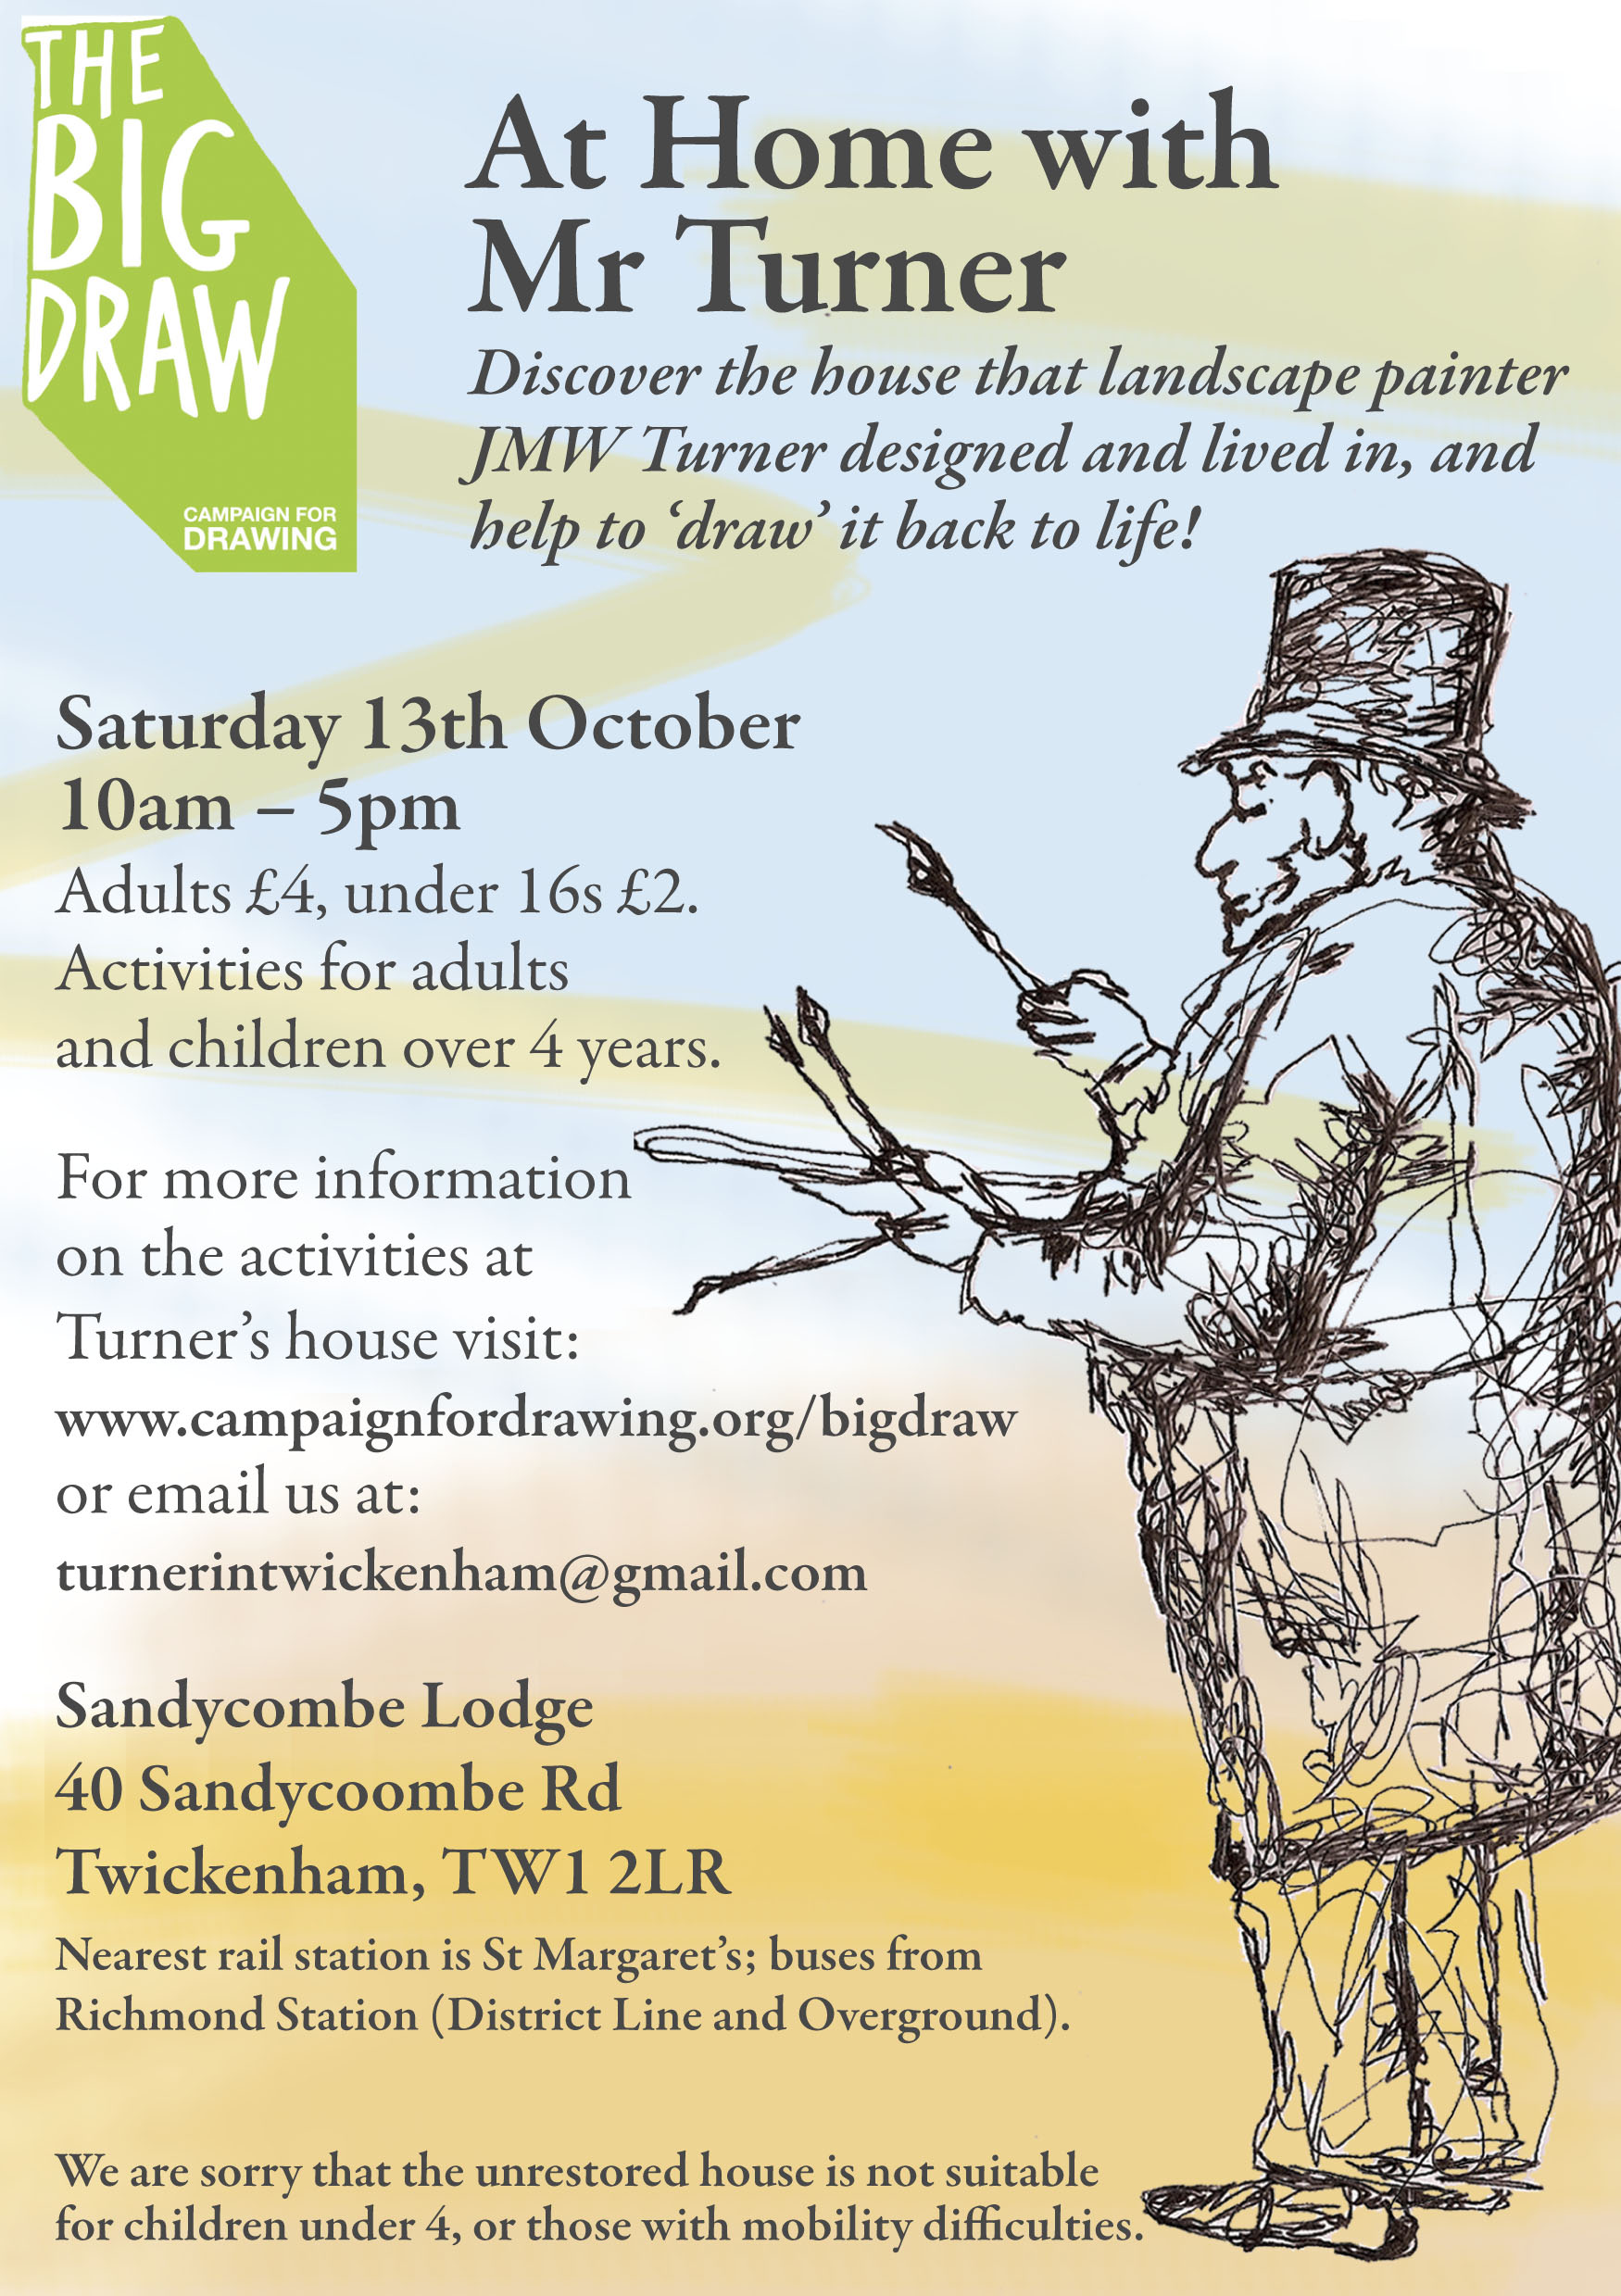 THE
BIG
DRAW
CAMPAIGN FOR
DRAWING
At Home with
Mr Turner
Discover the house that landscape painter
JMW Turner designed and lived in, and
help to ‘draw’ it back to life!
Saturday 13th October
10am – 5pm
Adults £4, under 16s £2.
Activities for adults
and children over 4 years.
For more information
on the activities at
Turner’s house visit:
www.campaignfordrawing.org/bigdraw
or email us at:
turnerintwickenham@gmail.com
Sandycombe Lodge
40 Sandycoombe Rd
Twickenham, TW1 2LR
Nearest rail station is St Margaret’s; buses from
Richmond Station (District Line and Overground).
We are sorry that the unrestored house is not suitable
for children under 4, or those with mobility difficulties.